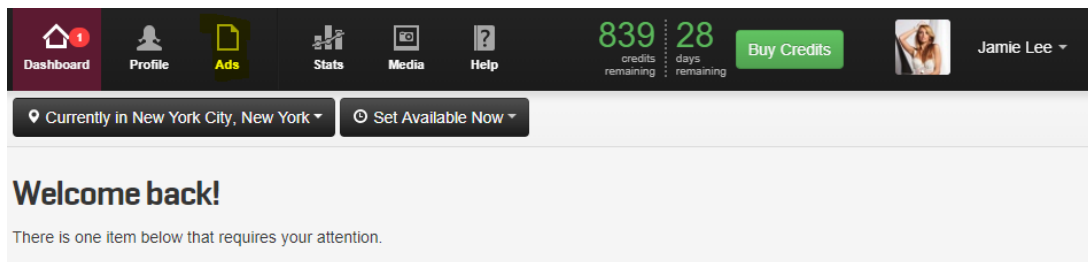 1
Dashboard Profile Ads Stats Media Help
839 credits remaining
28 days remaining
Buy Credits
Jamie Lee
Currently in New York City, New York
Set Available Now
Welcome back!
There is one item below that requires your attention.